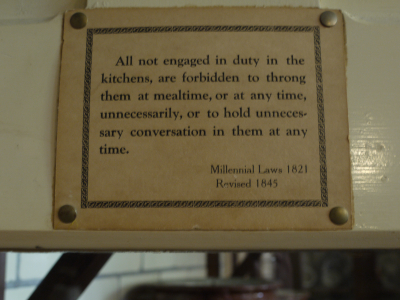 All not engaged in duty in the
kitchens, are forbidden to throng
them at mealtime, or at any time,
unnecessarily, or to hold unneces-
sary conversation in them at any
time.
Millennial Laws 1821
Revised 1845